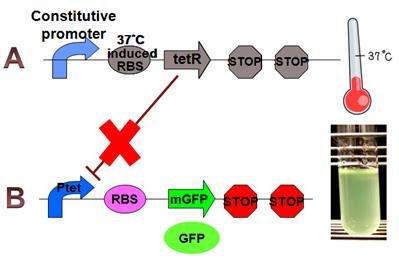 Constitutive
promoter
37°C
induced
RBS
tetR
STOP
STOP
37°C
A
Ptet
RBS
mGFP
STOP
STOP
B
GFP